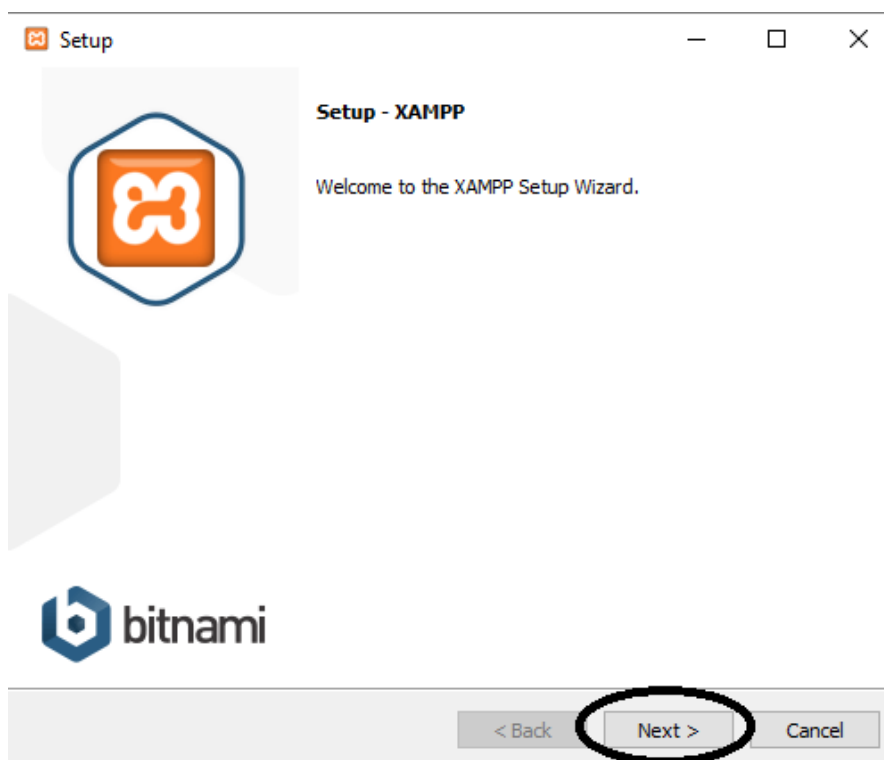 Setup
Setup - XAMPP
Welcome to the XAMPP Setup Wizard.
bitnami
< Back Next > Cancel